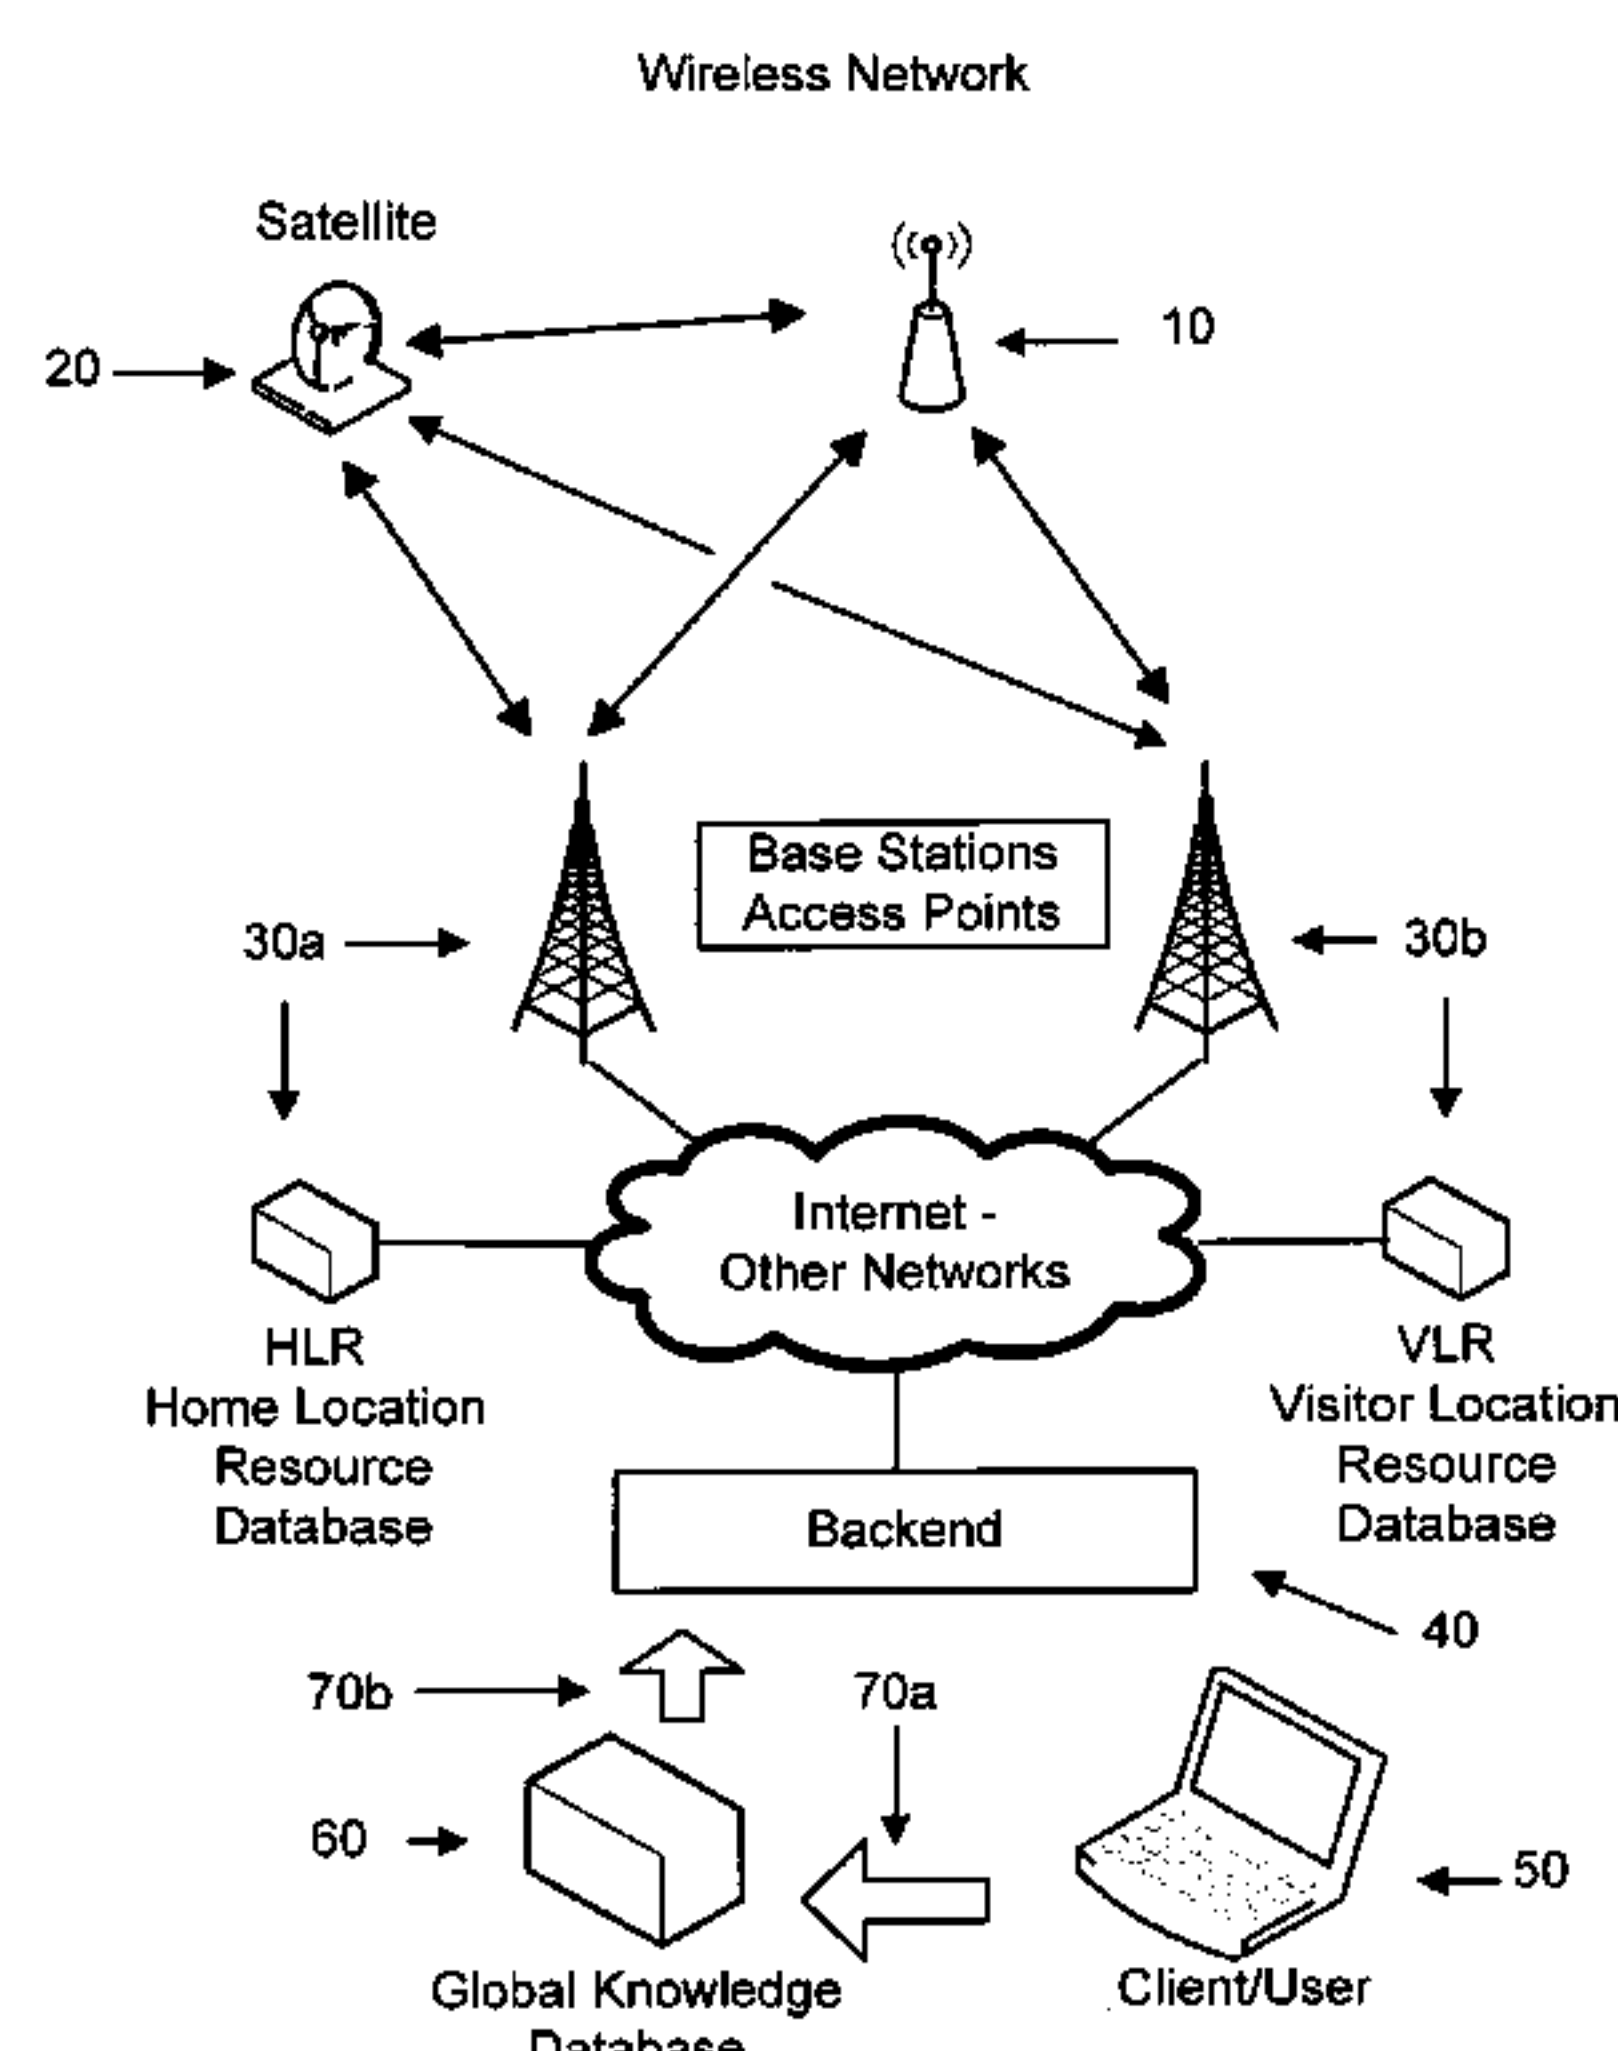 Wireless Network
Satellite
10
20
Base Stations
Access Points
30a
30b
Internet -
Other Networks
HLR
Home Location
Resource
Database
VLR
Visitor Location
Resource
Database
Backend
40
70b
70a
60
50
Global Knowledge
Database
Client/User